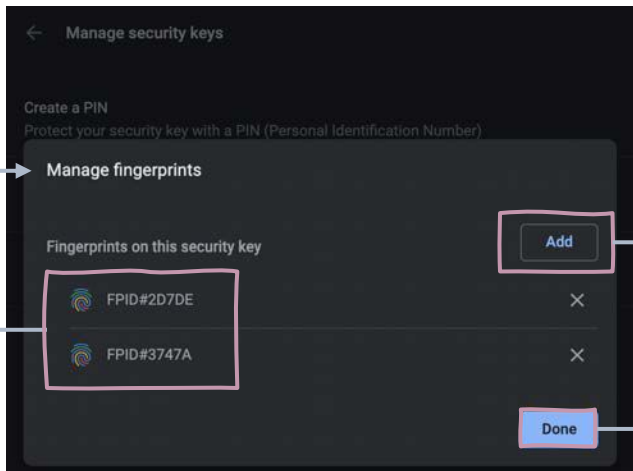 Manage security keys
Create a PIN
Protect your security key with a PIN (Personal Identification Number)
Manage fingerprints
Fingerprints on this security key
Add
FPID#2D7DE
FPID#3747A
Done